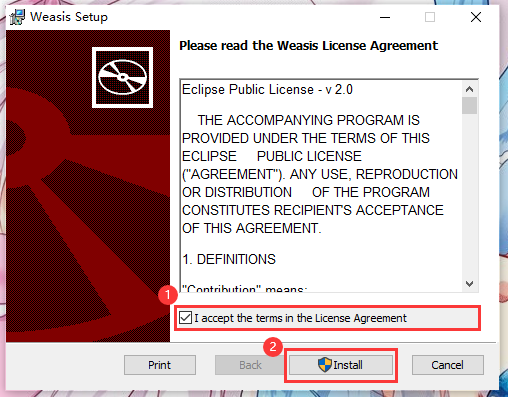 Weasis Setup
Please read the Weasis License Agreement
Eclipse Public License - v 2.0
THE ACCOMPANYING PROGRAM IS
PROVIDED UNDER THE TERMS OF THIS
ECLIPSE PUBLIC LICENSE
("AGREEMENT"). ANY USE, REPRODUCTION
OR DISTRIBUTION OF THE PROGRAM
CONSTITUTES RECIPIENT'S ACCEPTANCE
OF THIS AGREEMENT.
1. DEFINITIONS
"Contribution" means:
1
I accept the terms in the License Agreement
2
Print Back Install Cancel